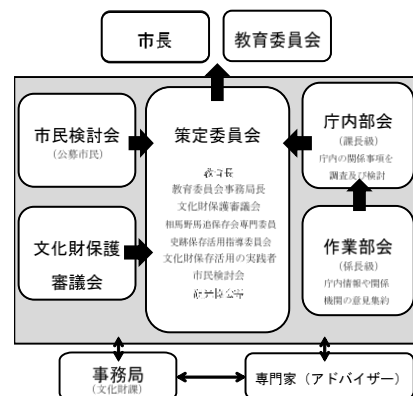 市長
教育委員会
市民検討会
(公募市民)
文化財保護
審議会
策定委員会
教育長
教育委員会事務局長
文化財保護審議会
相馬野馬追保存会専門委員
史跡保存活用指導委員会
文化財保存活用の実践者
市民検討会
庁内部会
(課長級)
庁内の関係事項を
調査及び検討
作業部会
(係長級)
庁内情報や関係
機関の意見集約
事務局
(文化財課)
専門家（アドバイザー）